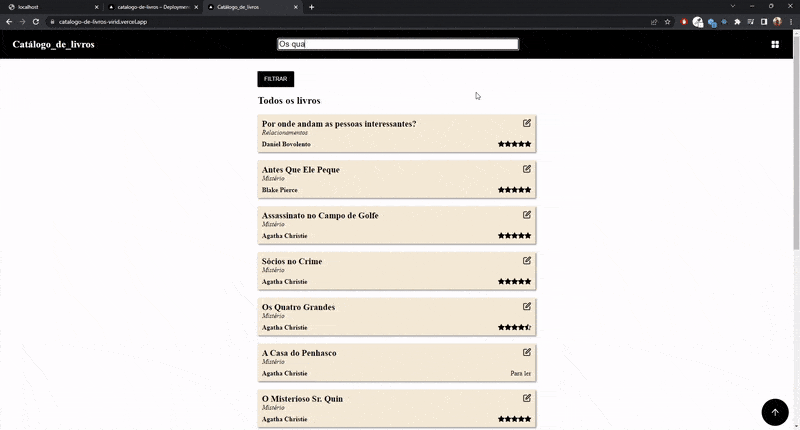 localhost
catalogo-de-livros – Deploymen
Catálogo_de_livros
catalogo-de-livros-virid.vercel.app
Catálogo_de_livros
Os qua
FILTRAR
Todos os livros
Por onde andam as pessoas interessantes?
Relacionamentos
Daniel Bovolento
Antes Que Ele Peque
Mistério
Blake Pierce
Assassinato no Campo de Golfe
Mistério
Agatha Christie
Sócios no Crime
Mistério
Agatha Christie
Os Quatro Grandes
Mistério
Agatha Christie
A Casa do Penhasco
Mistério
Agatha Christie
Para ler
O Misterioso Sr. Quin
Mistério
Agatha Christie